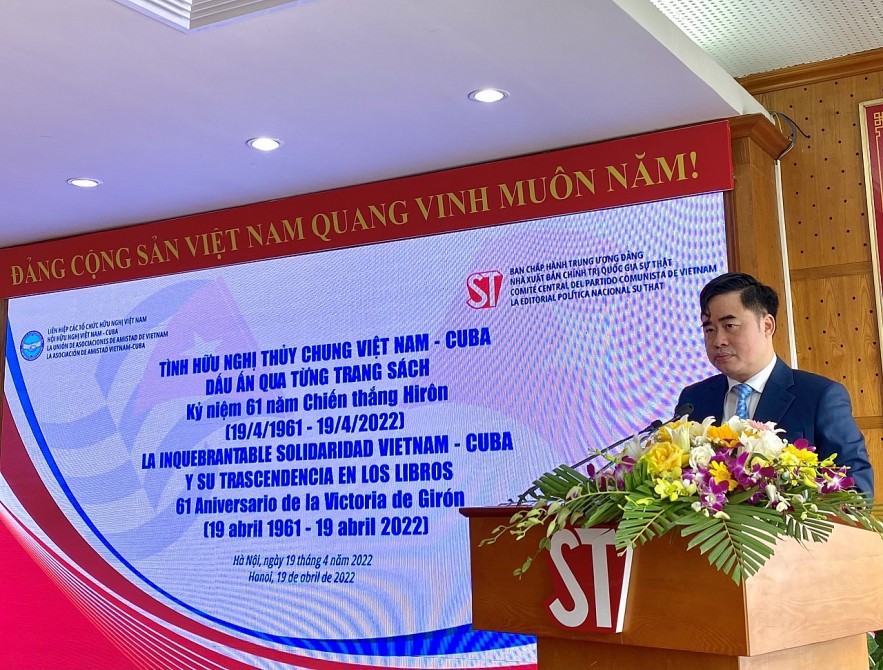 ĐẢNG CỘNG SẢN VIỆT NAM QUANG VINH MUÔN NĂM!
LIÊN HIỆP CÁC TỔ CHỨC HỮU NGHỊ VIỆT NAM
HỘI HỮU NGHỊ VIỆT NAM - CUBA
LA UNIÓN DE ASOCIACIONES DE AMISTAD DE VIETNAM
LA ASOCIACIÓN DE AMISTAD VIETNAM-CUBA
ST
BAN CHẤP HÀNH TRUNG ƯƠNG ĐẢNG
NHÀ XUẤT BẢN CHÍNH TRỊ QUỐC GIA SỰ THẬT
COMITÉ CENTRAL DEL PARTIDO COMUNISTA DE VIETNAM
LA EDITORIAL POLÍTICA NACIONAL SU THAT
TÌNH HỮU NGHỊ THỦY CHUNG VIỆT NAM - CUBA
DẤU ẤN QUA TỪNG TRANG SÁCH
Kỷ niệm 61 năm Chiến thắng Hirôn
(19/4/1961 - 19/4/2022)
LA INQUEBRANTABLE SOLIDARIDAD VIETNAM - CUBA
Y SU TRASCENDENCIA EN LOS LIBROS
61 Aniversario de la Victoria de Girón
(19 abril 1961 - 19 abril 2022)
Hà Nội, ngày 19 tháng 4 năm 2022
Hanoi, 19 de abril de 2022
ST